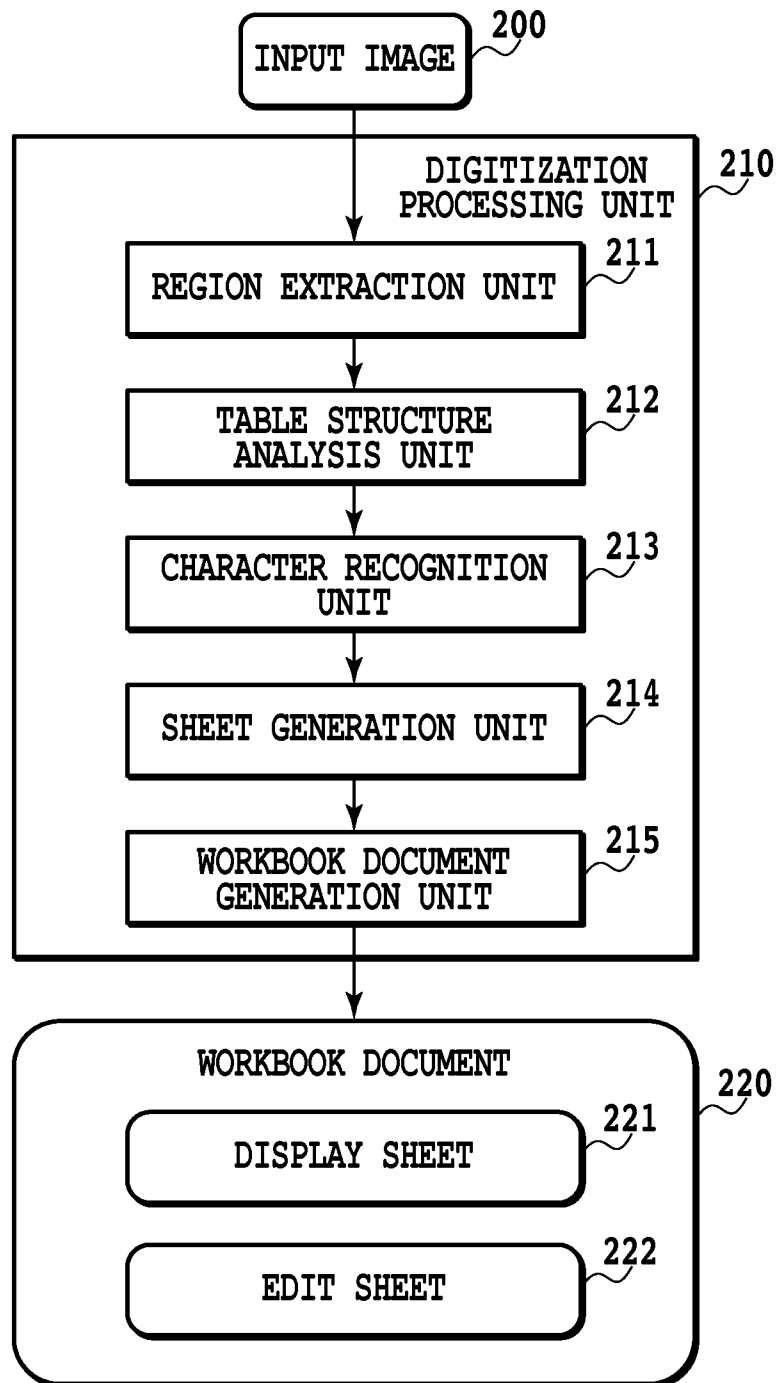 200
INPUT IMAGE
210
DIGITIZATION
PROCESSING UNIT
211
REGION EXTRACTION UNIT
212
TABLE STRUCTURE
ANALYSIS UNIT
213
CHARACTER RECOGNITION
UNIT
214
SHEET GENERATION UNIT
215
WORKBOOK DOCUMENT
GENERATION UNIT
WORKBOOK DOCUMENT
220
221
DISPLAY SHEET
222
EDIT SHEET